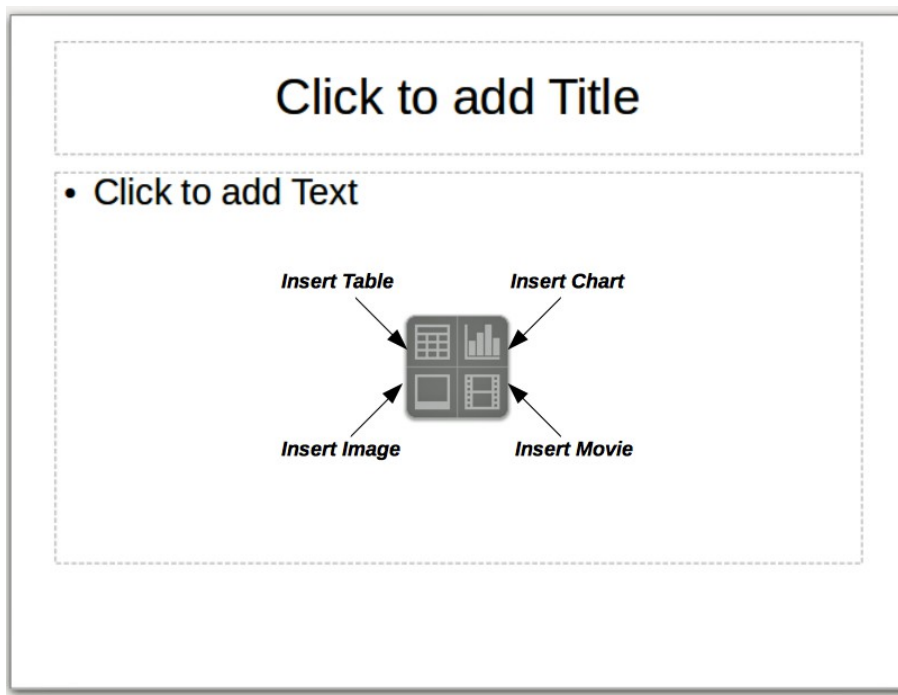 Click to add Title
• Click to add Text
Insert Table
Insert Chart
Insert Image
Insert Movie